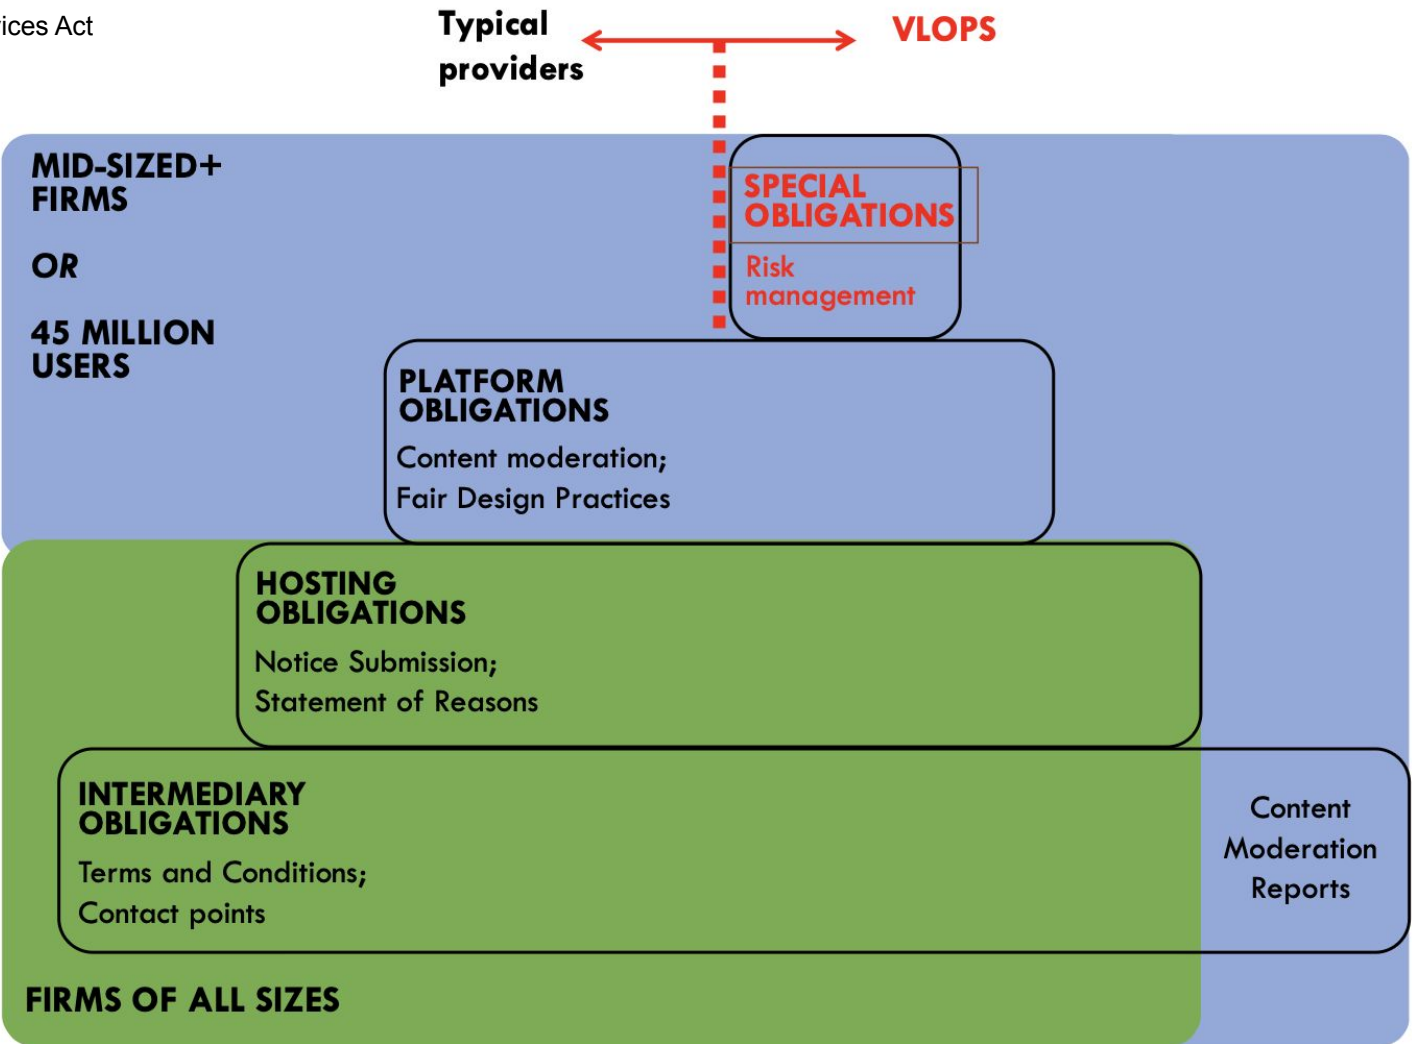 ices Act
Typical
providers
VLOPS
MID-SIZED+
FIRMS
OR
45 MILLION
USERS
SPECIAL
OBLIGATIONS
Risk
management
PLATFORM
OBLIGATIONS
Content moderation;
Fair Design Practices
HOSTING
OBLIGATIONS
Notice Submission;
Statement of Reasons
INTERMEDIARY
OBLIGATIONS
Terms and Conditions;
Contact points
Content
Moderation
Reports
FIRMS OF ALL SIZES